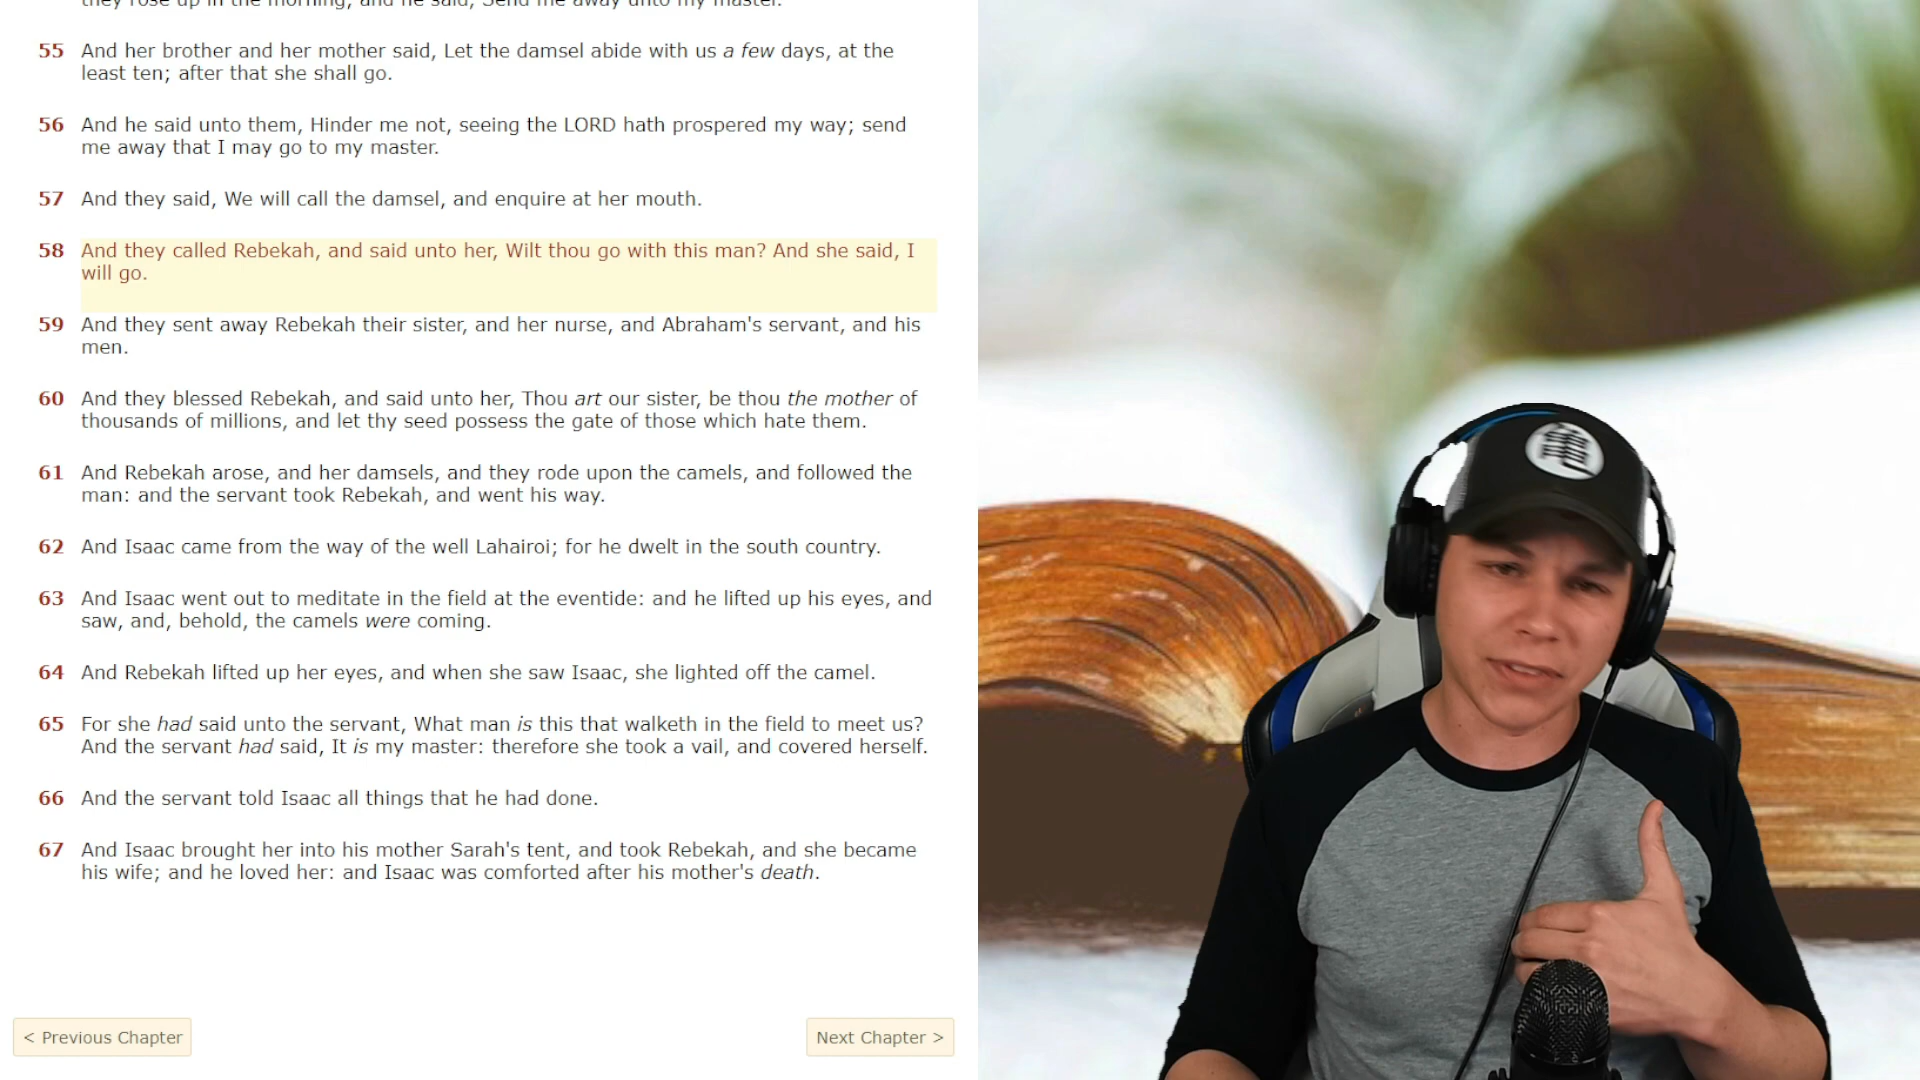 they rose up in the morning, and he said, Send me away unto my master.
55 And her brother and her mother said, Let the damsel abide with us a few days, at the
least ten; after that she shall go.
56 And he said unto them, Hinder me not, seeing the LORD hath prospered my way; send
me away that I may go to my master.
57 And they said, We will call the damsel, and enquire at her mouth.
58 And they called Rebekah, and said unto her, Wilt thou go with this man? And she said, I
will go.
59 And they sent away Rebekah their sister, and her nurse, and Abraham's servant, and his
men.
60 And they blessed Rebekah, and said unto her, Thou art our sister, be thou the mother of
thousands of millions, and let thy seed possess the gate of those which hate them.
61 And Rebekah arose, and her damsels, and they rode upon the camels, and followed the
man: and the servant took Rebekah, and went his way.
62 And Isaac came from the way of the well Lahairoi; for he dwelt in the south country.
63 And Isaac went out to meditate in the field at the eventide: and he lifted up his eyes, and
saw, and, behold, the camels were coming.
64 And Rebekah lifted up her eyes, and when she saw Isaac, she lighted off the camel.
65 For she had said unto the servant, What man is this that walketh in the field to meet us?
And the servant had said, It is my master: therefore she took a vail, and covered herself.
66 And the servant told Isaac all things that he had done.
67 And Isaac brought her into his mother Sarah's tent, and took Rebekah, and she became
his wife; and he loved her: and Isaac was comforted after his mother's death.
< Previous Chapter
Next Chapter >
亀